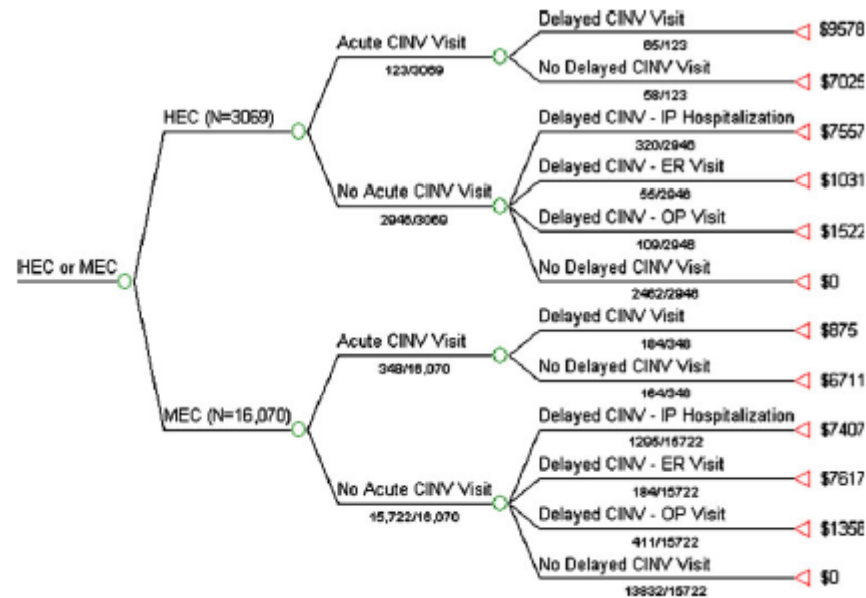 HEC or MEC
HEC (N=3069)
Acute CINV Visit
123/3069
Delayed CINV Visit
65/123
$9578
No Delayed CINV Visit
58/123
$7025
No Acute CINV Visit
2946/3069
Delayed CINV - IP Hospitalization
320/2946
$7557
Delayed CINV - ER Visit
55/2946
$1031
Delayed CINV - OP Visit
109/2946
$1522
No Delayed CINV Visit
2462/2946
$0
MEC (N=16,070)
Acute CINV Visit
348/16,070
Delayed CINV Visit
184/348
$875
No Delayed CINV Visit
164/348
$6711
No Acute CINV Visit
15,722/16,070
Delayed CINV - IP Hospitalization
1295/15722
$7407
Delayed CINV - ER Visit
184/15722
$7617
Delayed CINV - OP Visit
411/15722
$1358
No Delayed CINV Visit
13832/15722
$0